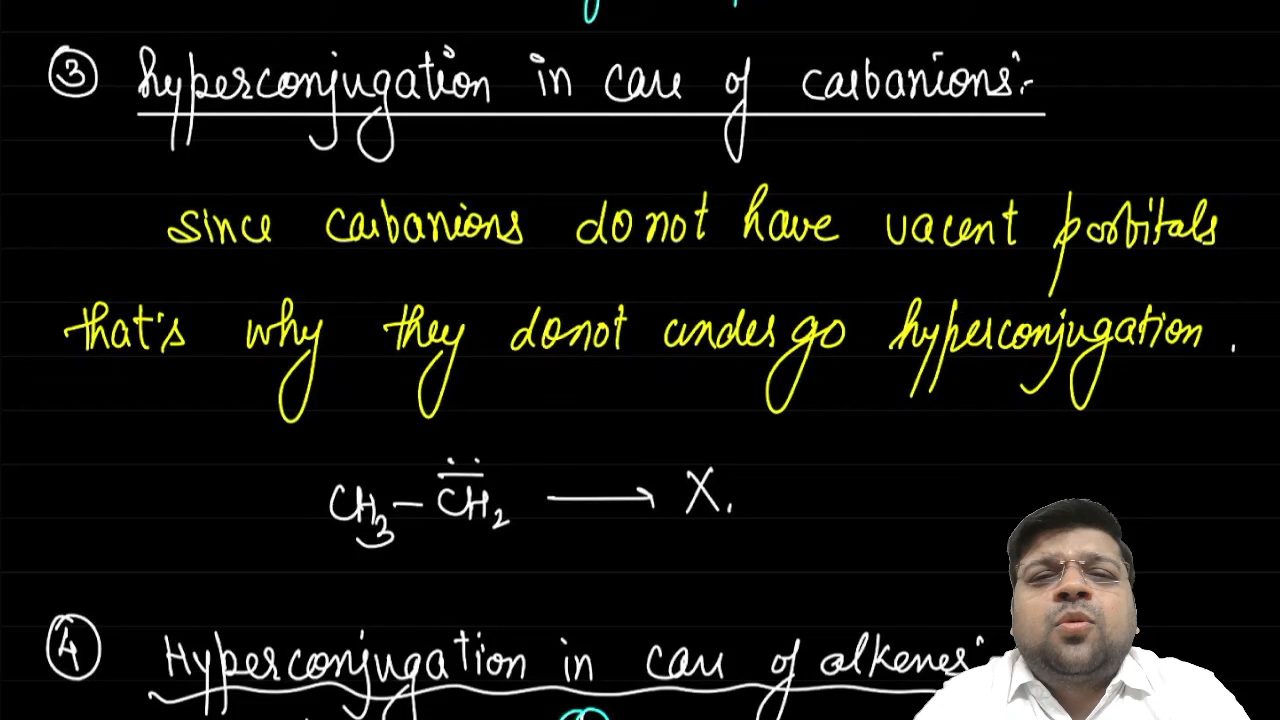 ③ hyperconjugation in case of carbanions:-
since carbanions donot have vacent p orbitals
that's why they donot undergo hyperconjugation.
CH₃ – C̅̈H₂ ⟶ X.
④ Hyperconjugation in case of alkenes: